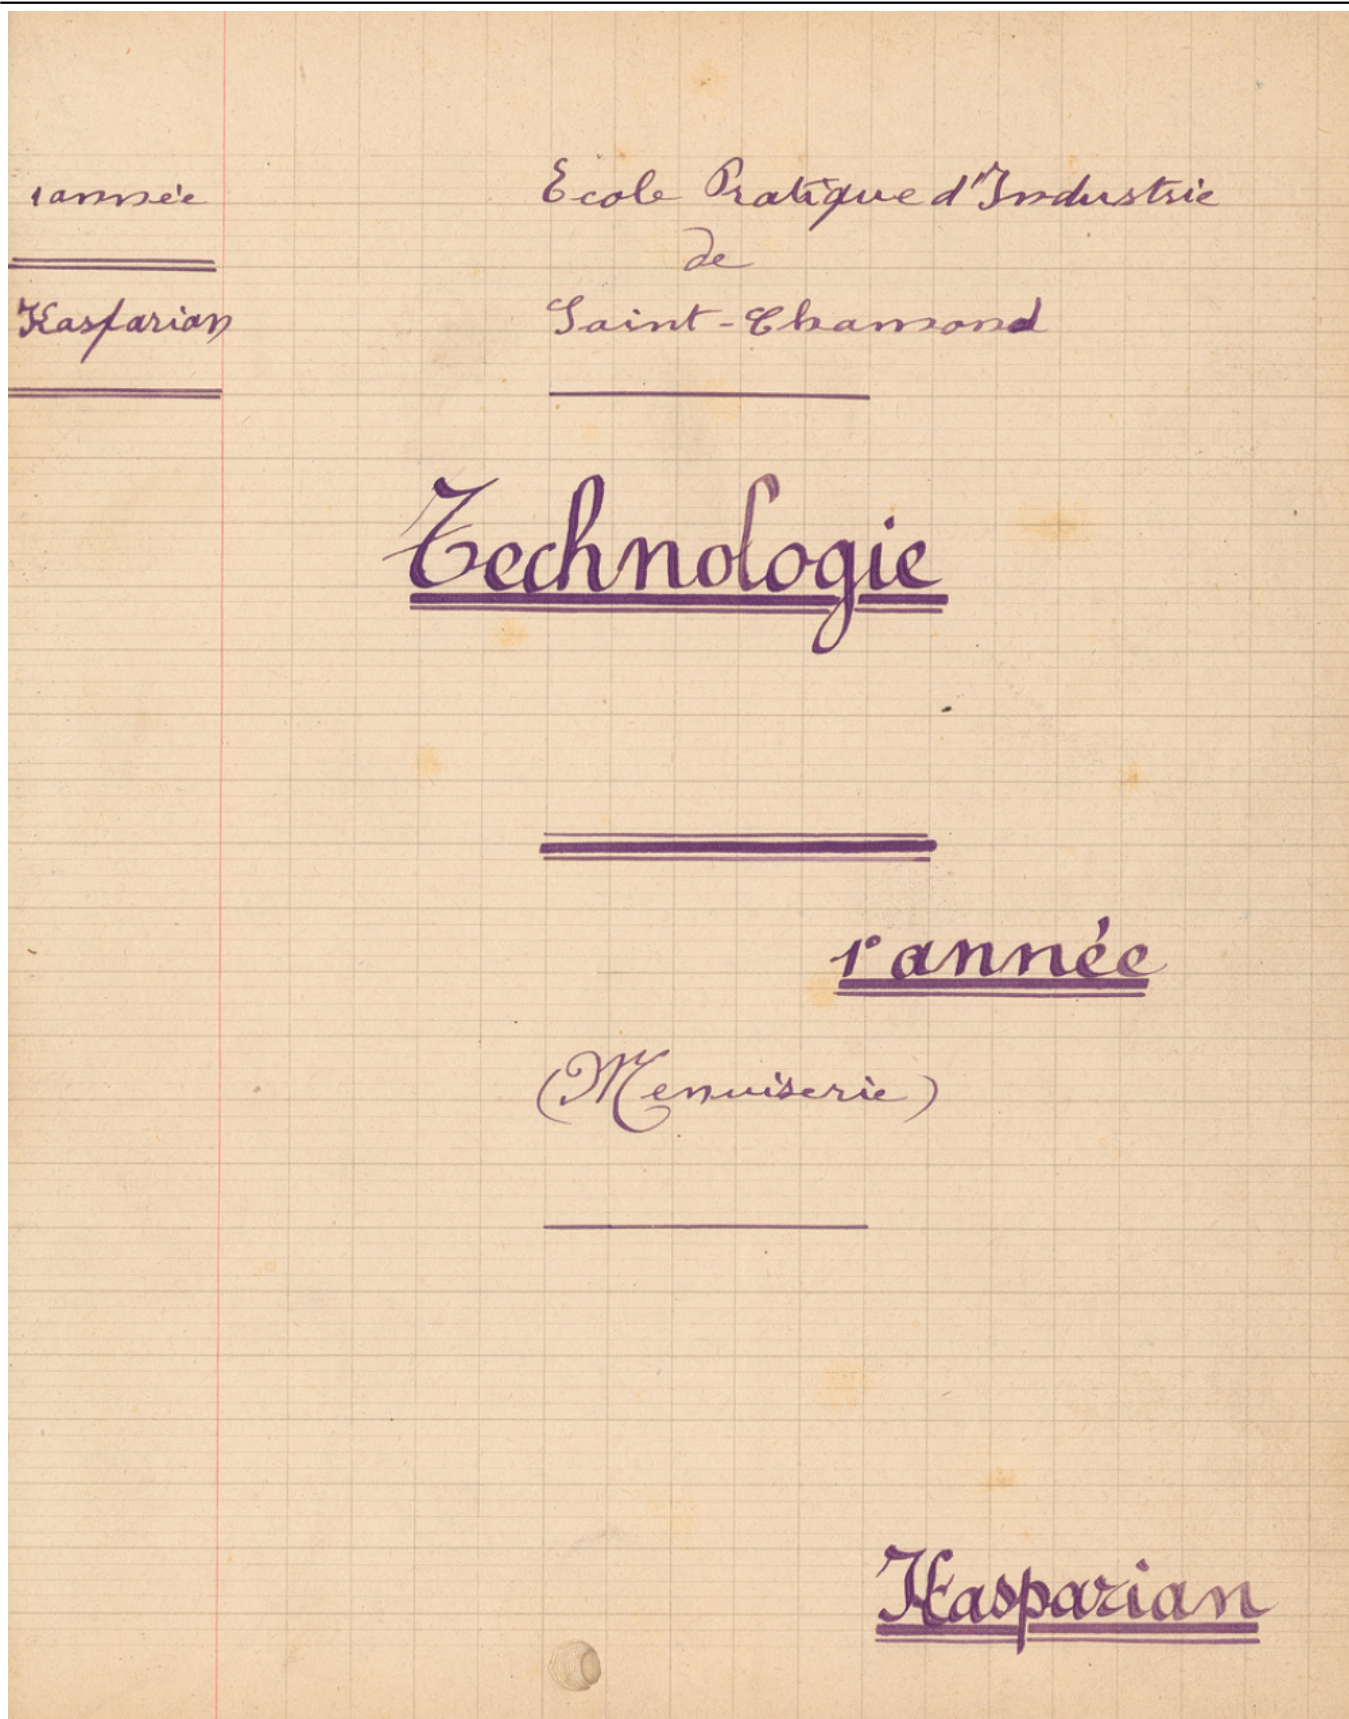 1 année
Kasparian
Ecole Pratique d'Industrie
de
Saint-Chamond
Technologie
1e année
(Menuiserie)
Kasparian